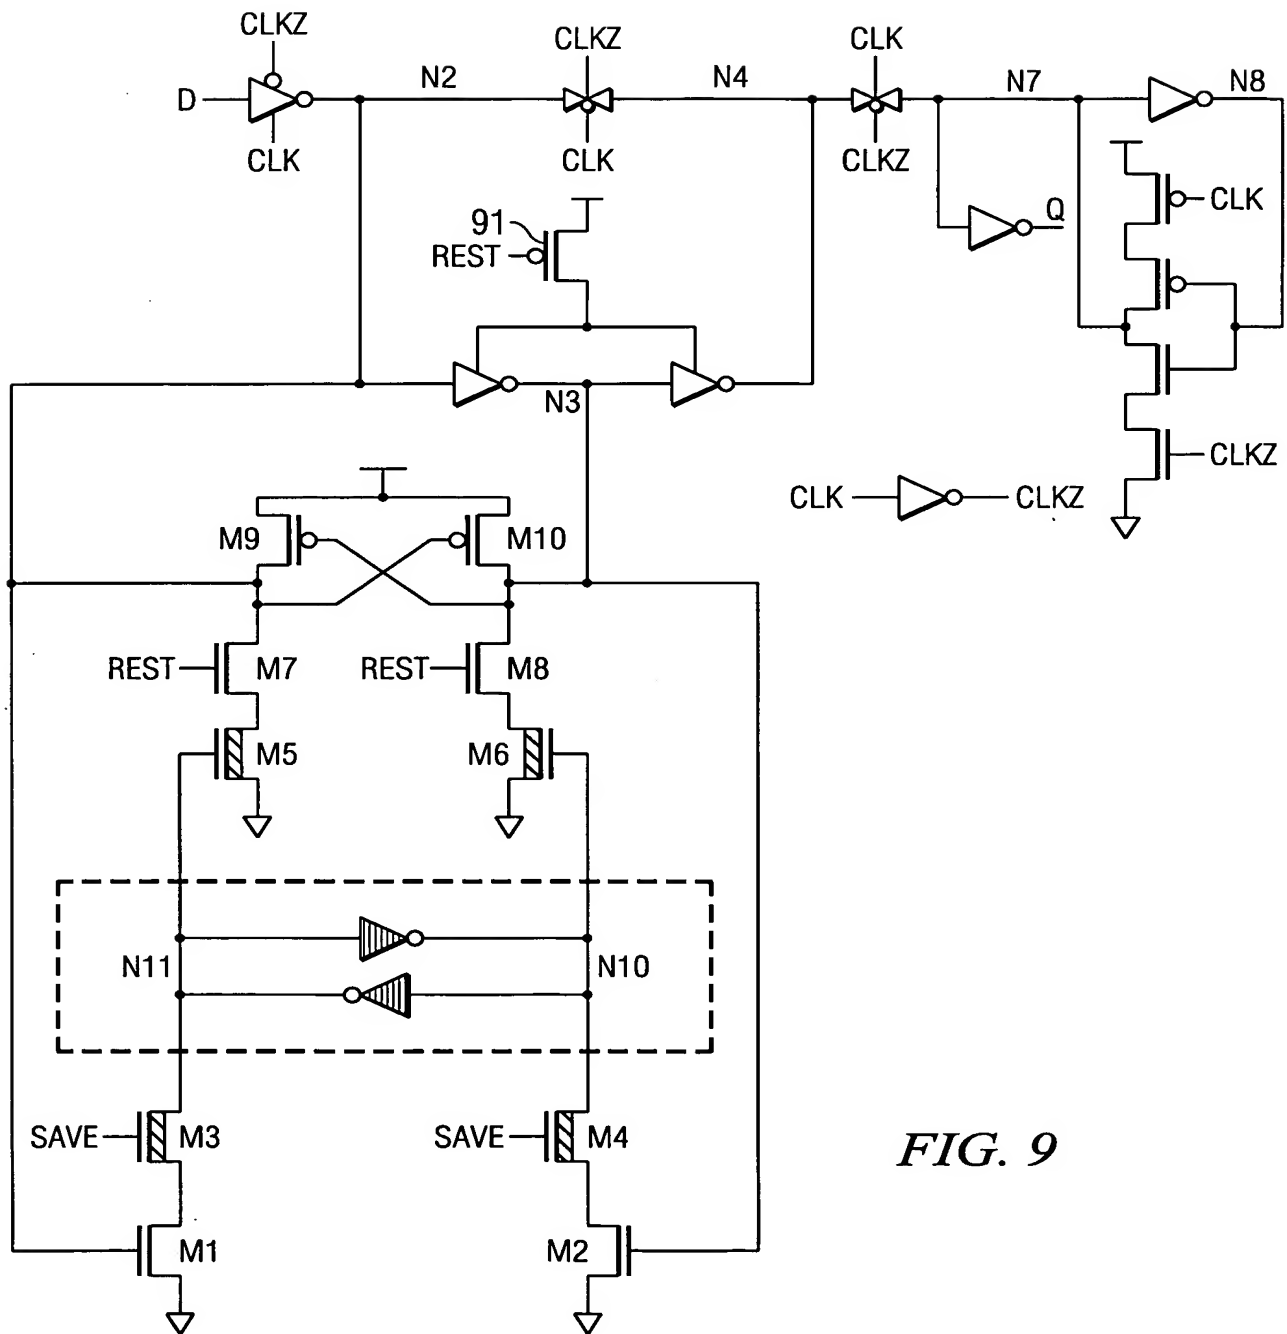 CLKZ
CLKZ
CLK
D
N2
N4
N7
N8
CLK
CLK
CLKZ
91
REST
Q
CLK
N3
CLK
CLKZ
CLKZ
M9
M10
REST
M7
REST
M8
M5
M6
N11
N10
SAVE
M3
SAVE
M4
FIG. 9
M1
M2